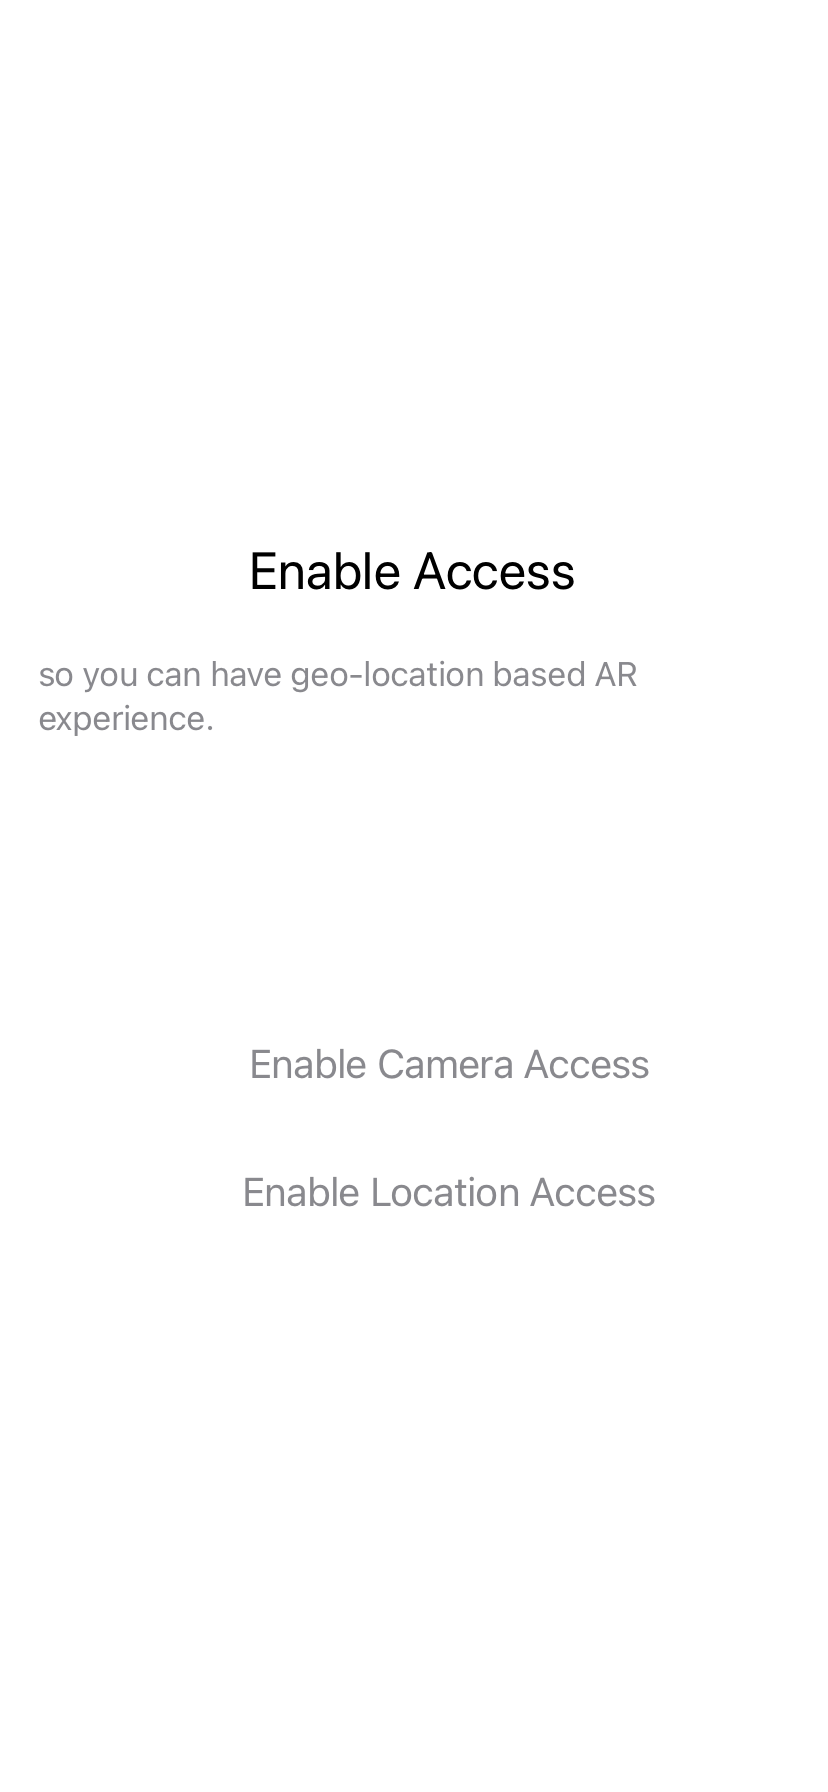 Enable Access
so you can have geo-location based AR
experience.
Enable Camera Access
Enable Location Access